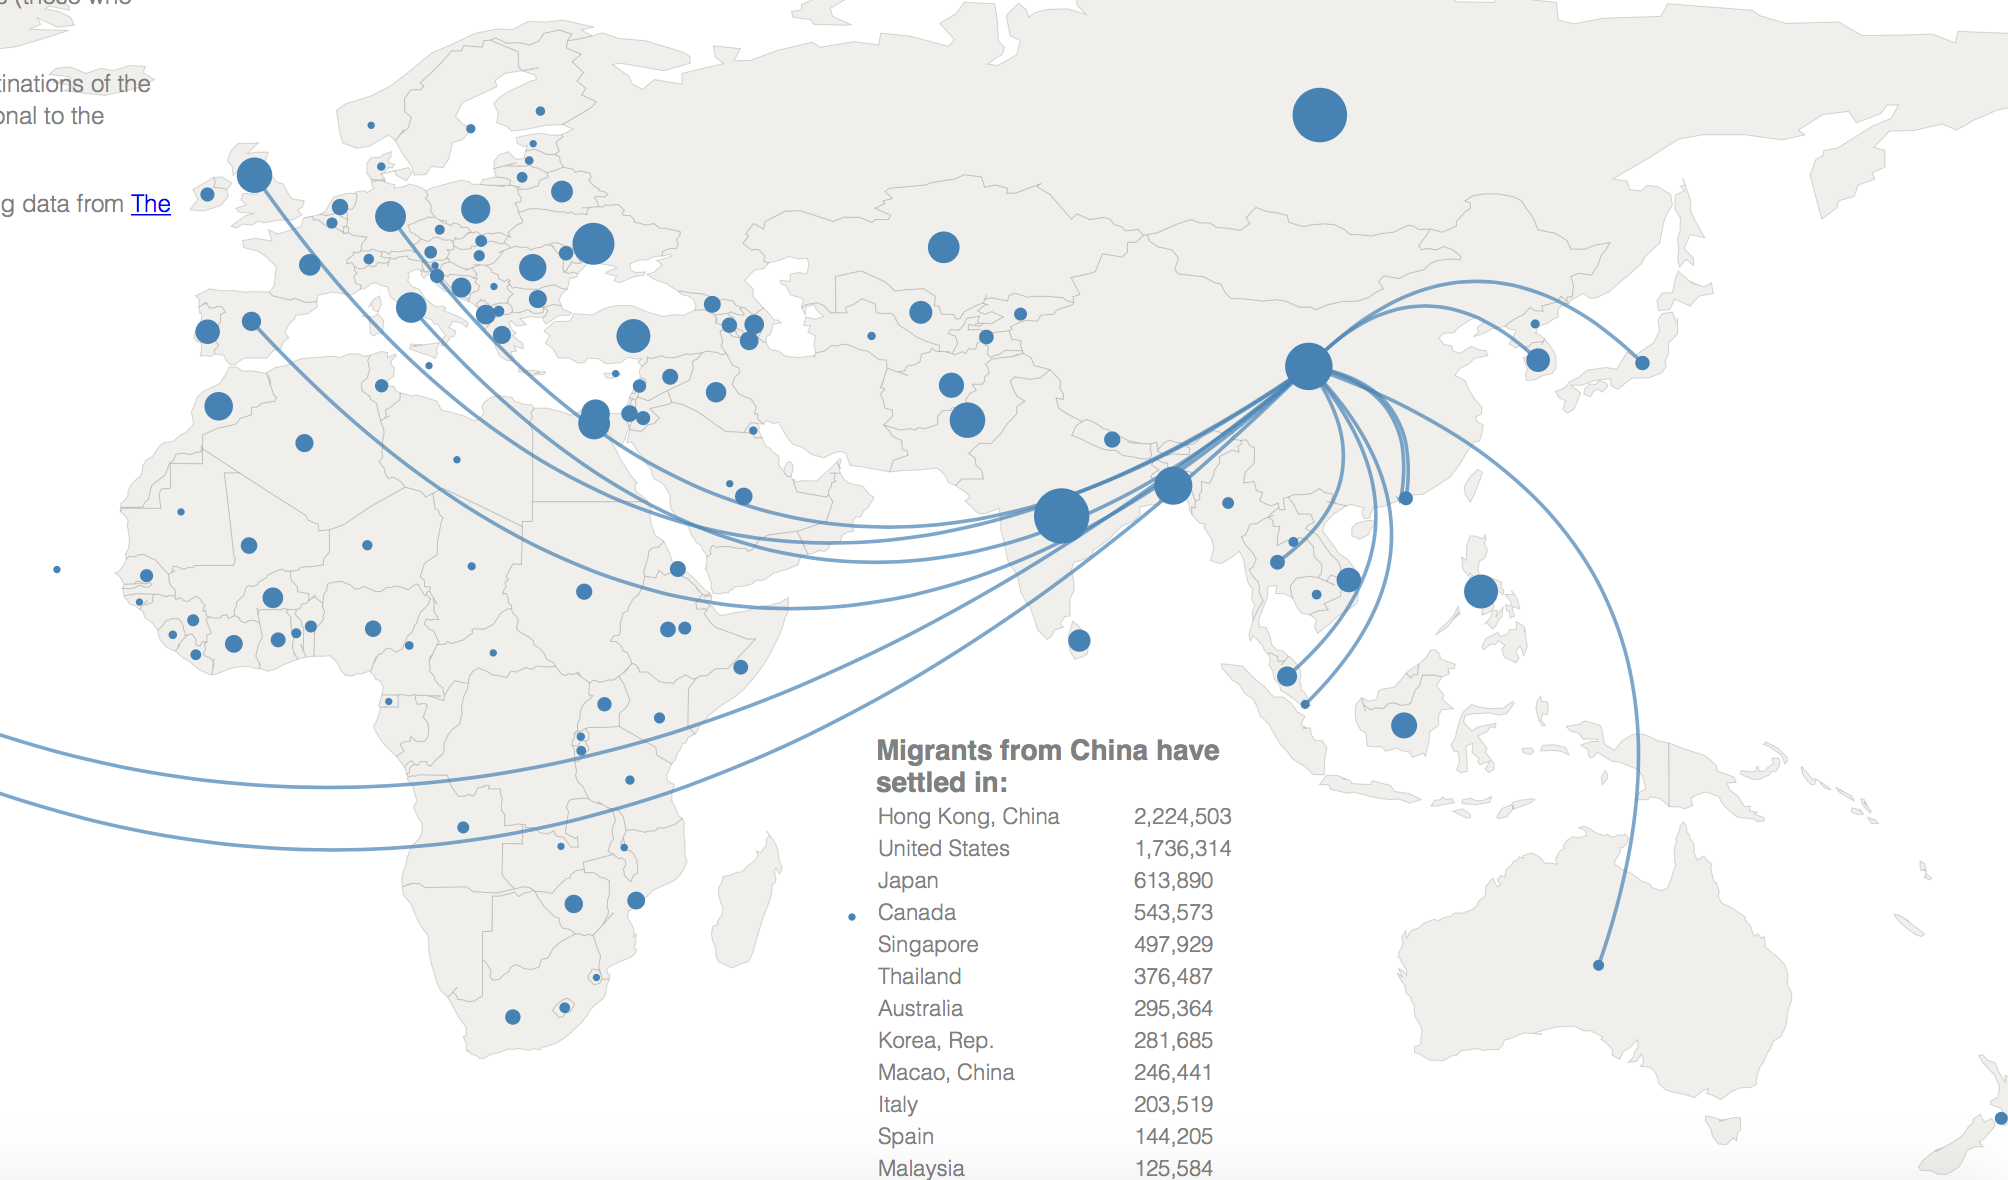 s (those who
tinations of the
onal to the
g data from The
Migrants from China have
settled in:
Hong Kong, China 2,224,503
United States 1,736,314
Japan 613,890
Canada 543,573
Singapore 497,929
Thailand 376,487
Australia 295,364
Korea, Rep. 281,685
Macao, China 246,441
Italy 203,519
Spain 144,205
Malaysia 125,584